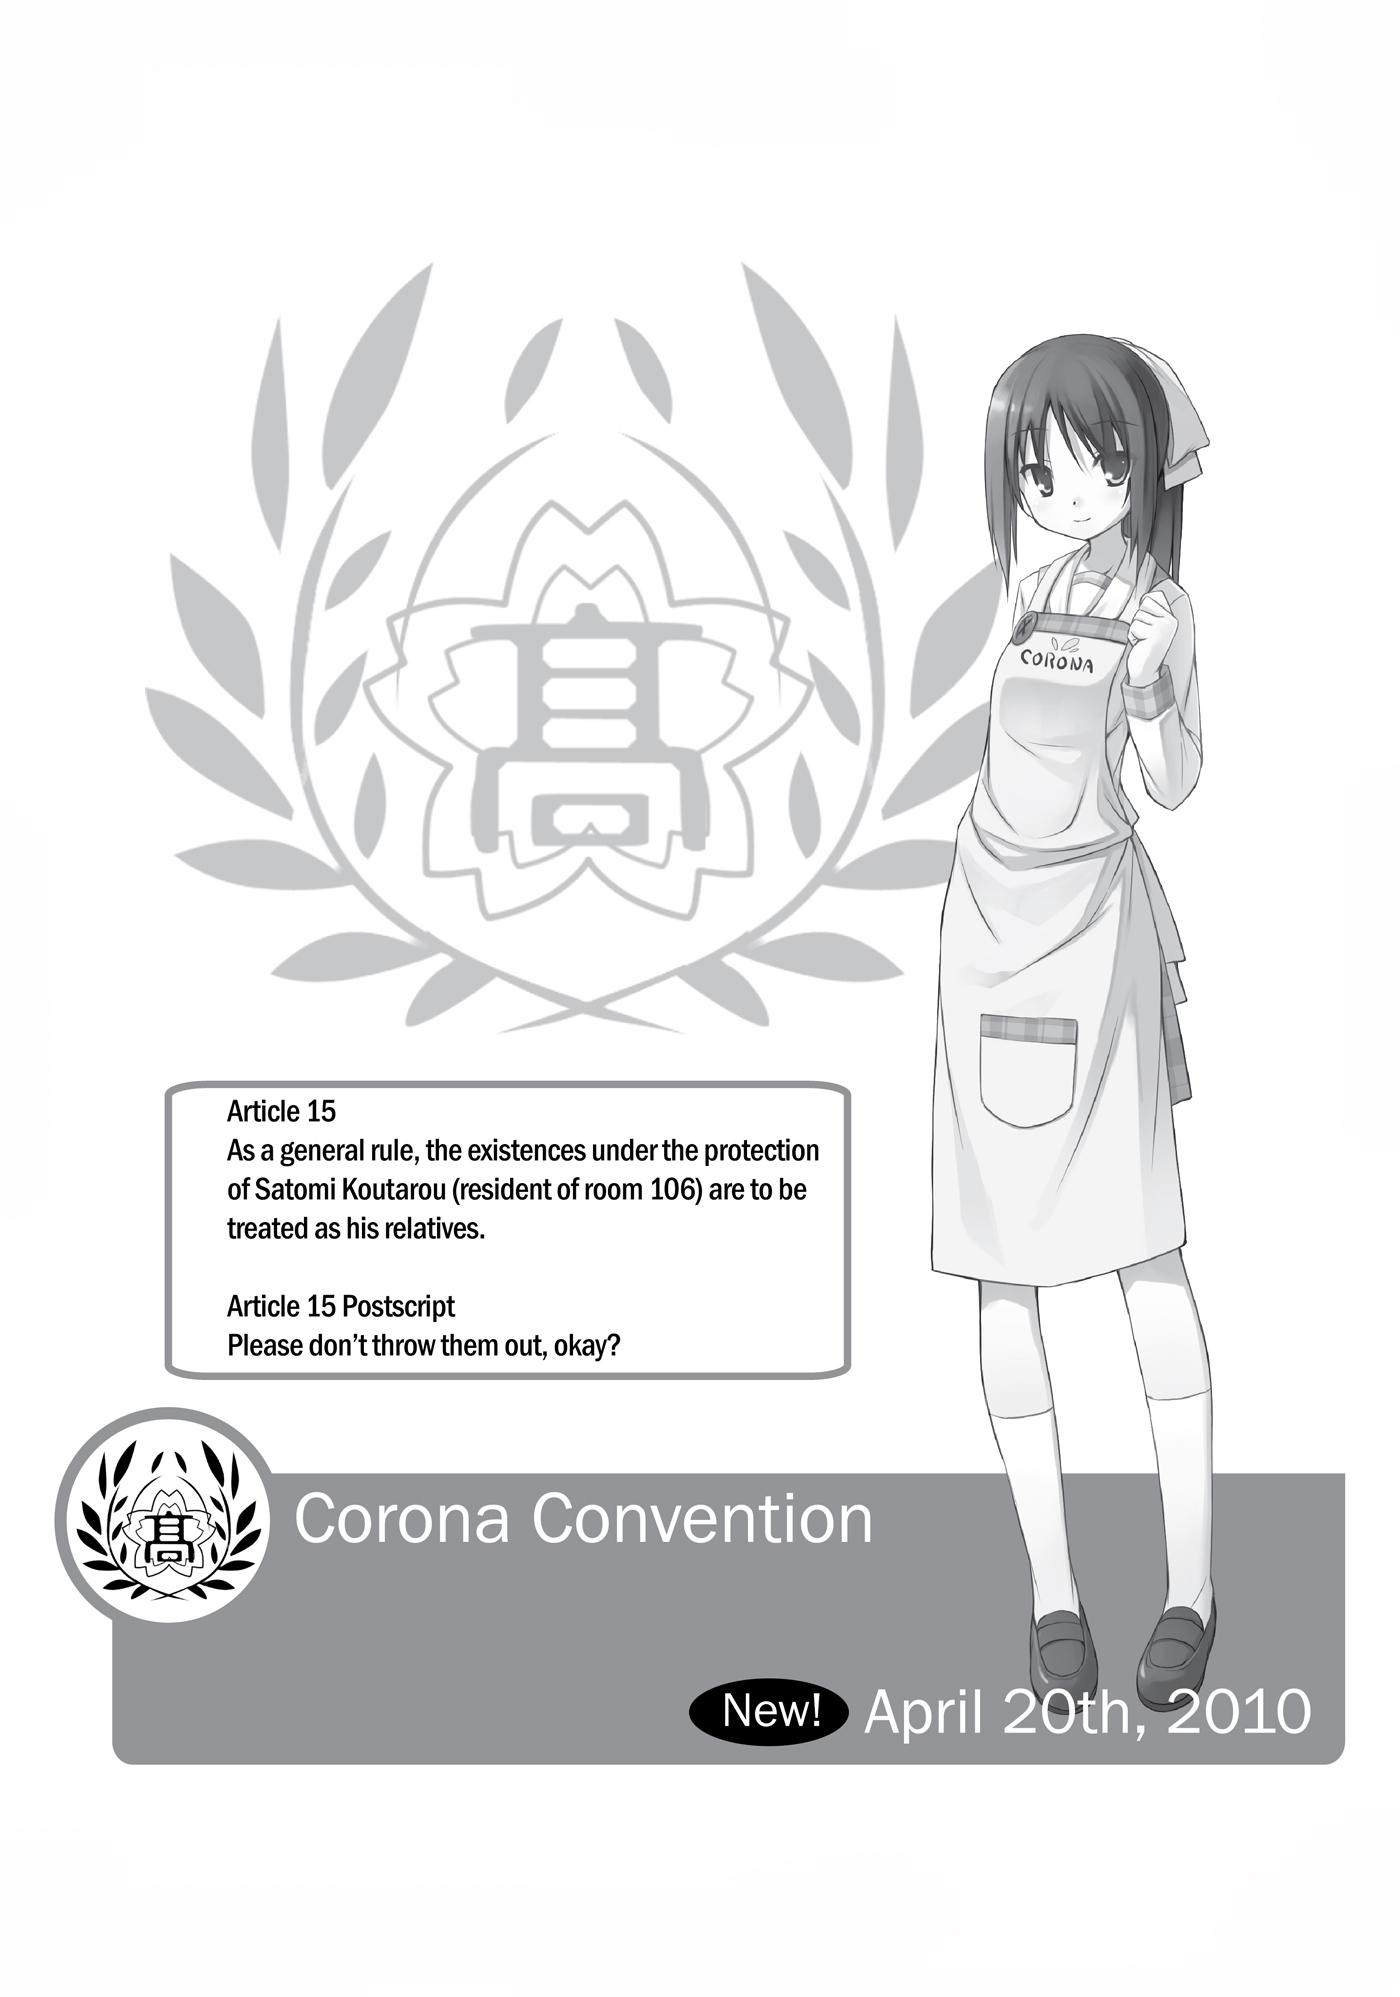 髙
CORONA
Article 15
As a general rule, the existences under the protection
of Satomi Koutarou (resident of room 106) are to be
treated as his relatives.
Article 15 Postscript
Please don't throw them out, okay?
髙
Corona Convention
New! April 20th, 2010